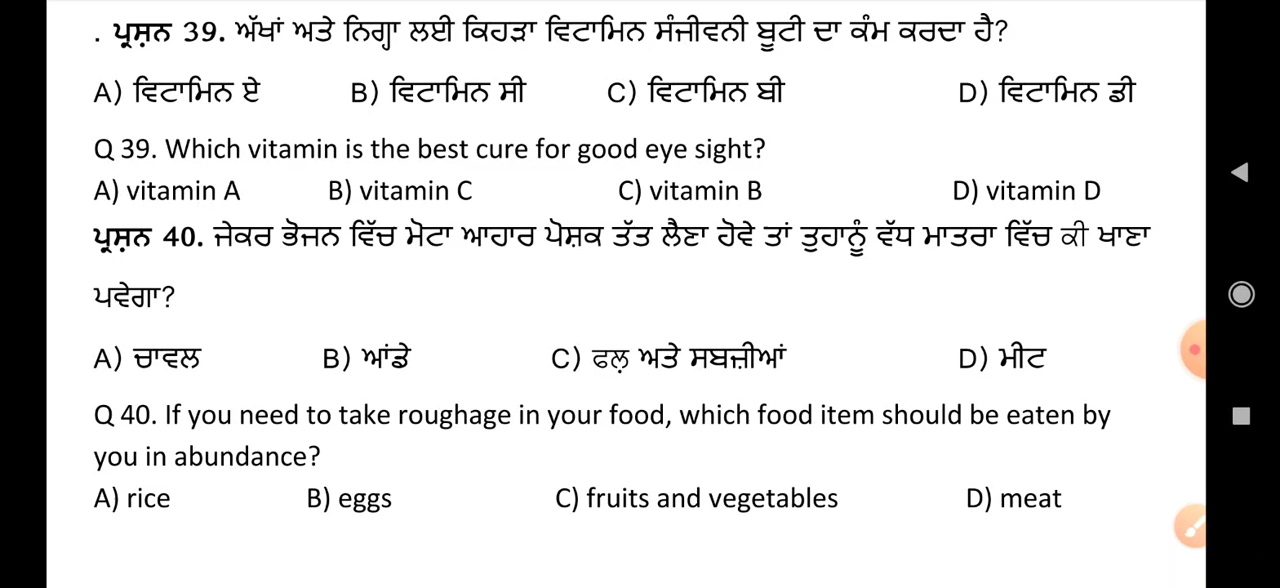 . ਪ੍ਰਸ਼ਨ 39. ਅੱਖਾਂ ਅਤੇ ਨਿਗ੍ਹਾ ਲਈ ਕਿਹੜਾ ਵਿਟਾਮਿਨ ਸੰਜੀਵਨੀ ਬੂਟੀ ਦਾ ਕੰਮ ਕਰਦਾ ਹੈ?
A) ਵਿਟਾਮਿਨ ਏ B) ਵਿਟਾਮਿਨ ਸੀ C) ਵਿਟਾਮਿਨ ਬੀ D) ਵਿਟਾਮਿਨ ਡੀ
Q 39. Which vitamin is the best cure for good eye sight?
A) vitamin A B) vitamin C C) vitamin B D) vitamin D
ਪ੍ਰਸ਼ਨ 40. ਜੇਕਰ ਭੋਜਨ ਵਿੱਚ ਮੋਟਾ ਆਹਾਰ ਪੋਸ਼ਕ ਤੱਤ ਲੈਣਾ ਹੋਵੇ ਤਾਂ ਤੁਹਾਨੂੰ ਵੱਧ ਮਾਤਰਾ ਵਿੱਚ ਕੀ ਖਾਣਾ
ਪਵੇਗਾ?
A) ਚਾਵਲ B) ਆਂਡੇ C) ਫਲ਼ ਅਤੇ ਸਬਜ਼ੀਆਂ D) ਮੀਟ
Q 40. If you need to take roughage in your food, which food item should be eaten by
you in abundance?
A) rice B) eggs C) fruits and vegetables D) meat